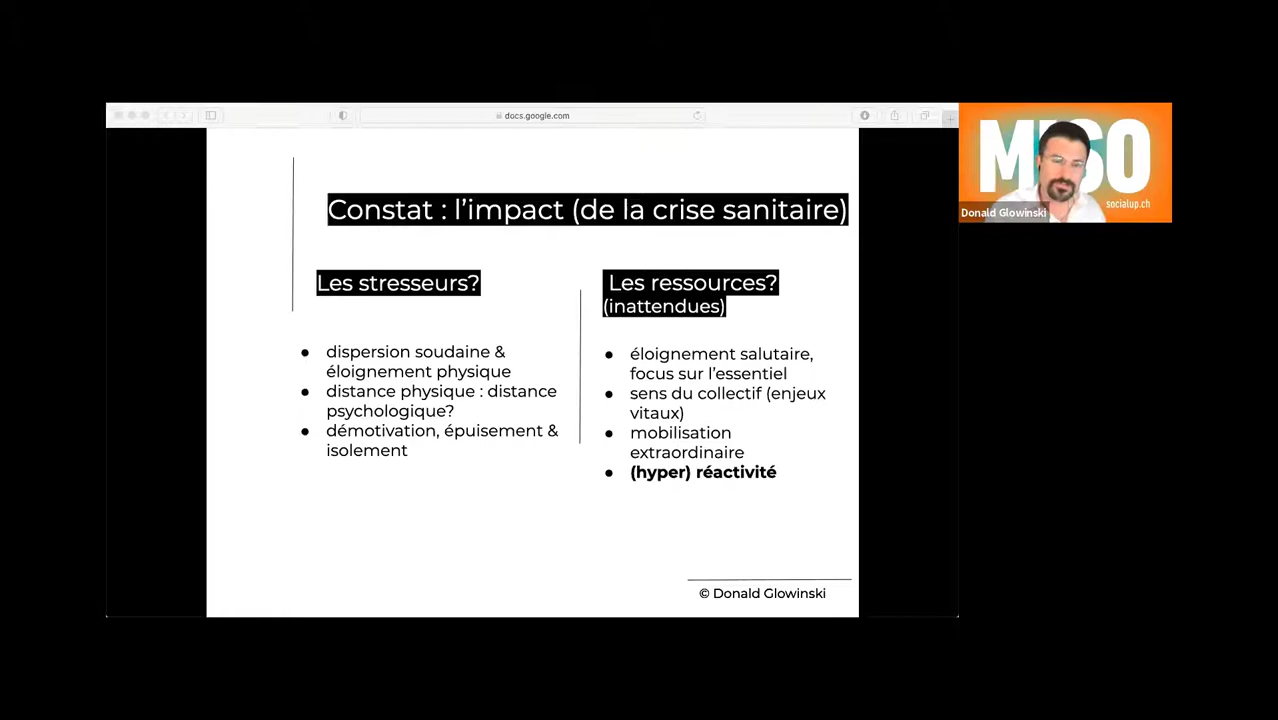 docs.google.com
Constat : l’impact (de la crise sanitaire)
Les stresseurs?
● dispersion soudaine &
éloignement physique
● distance physique : distance
psychologique?
● démotivation, épuisement &
isolement
Les ressources?
(inattendues)
● éloignement salutaire,
focus sur l’essentiel
● sens du collectif (enjeux
vitaux)
● mobilisation
extraordinaire
● (hyper) réactivité
© Donald Glowinski
socialup.ch
Donald Glowinski